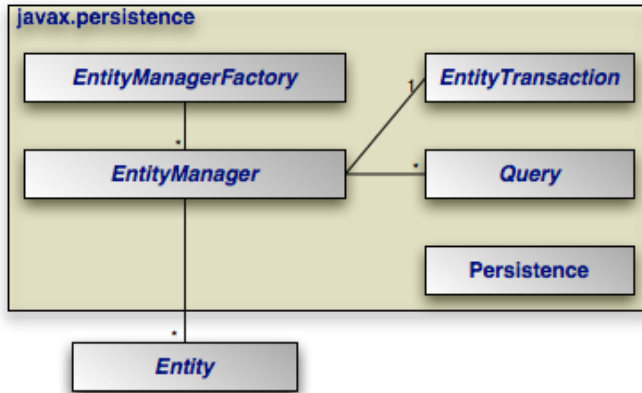 javax.persistence
EntityManagerFactory
EntityTransaction
1
*
EntityManager
*
Query
Persistence
*
Entity